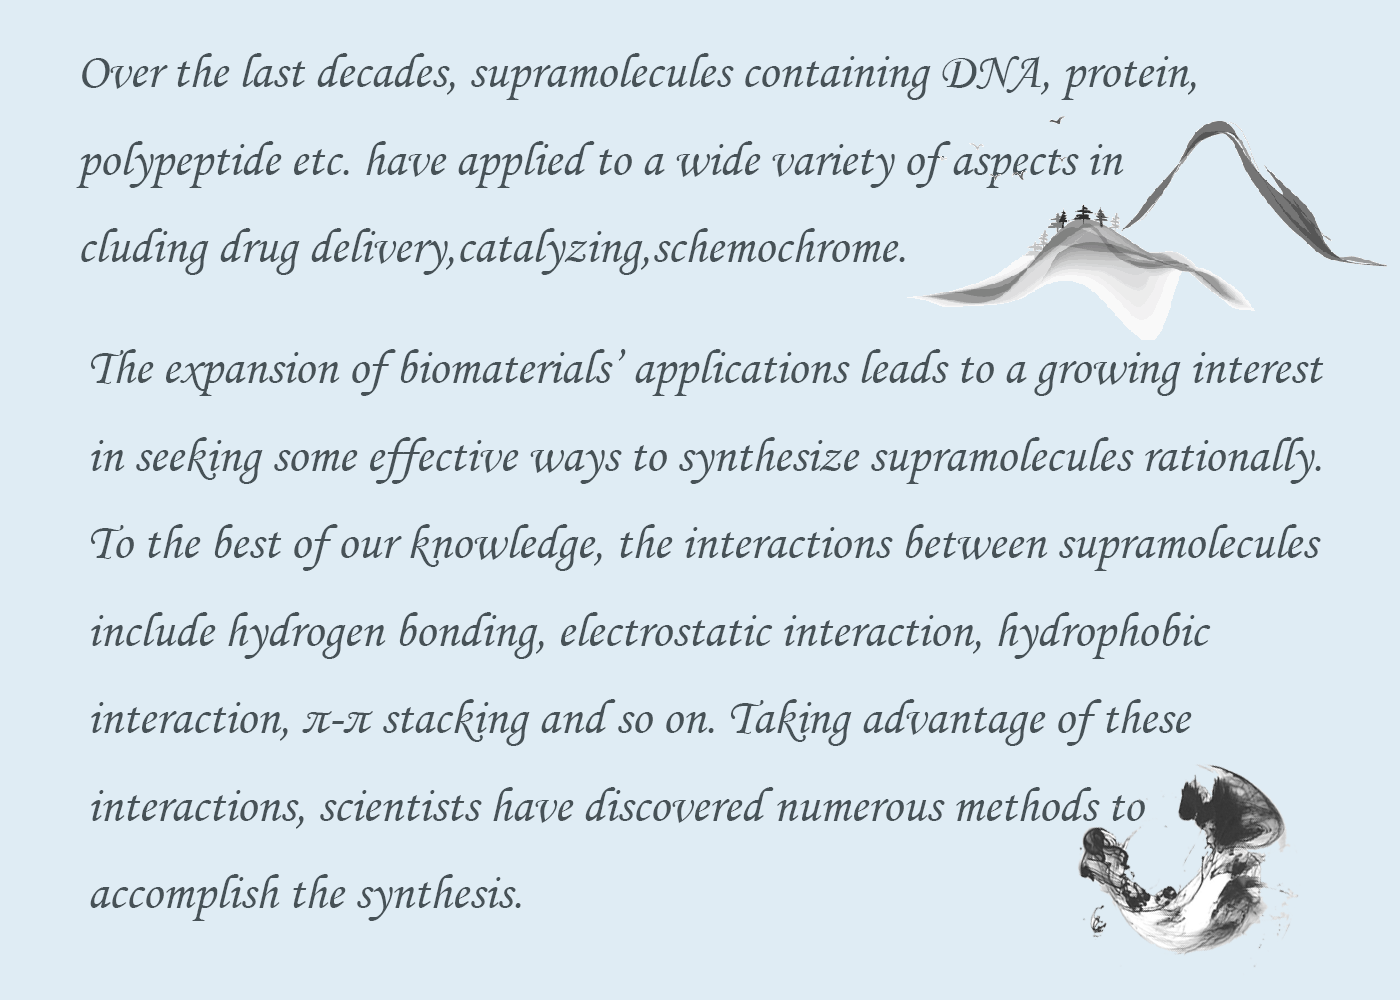 Over the last decades, supramolecules containing DNA, protein,
polypeptide etc. have applied to a wide variety of aspects in
cluding drug delivery,catalyzing,schemochrome.
The expansion of biomaterials’ applications leads to a growing interest
in seeking some effective ways to synthesize supramolecules rationally.
To the best of our knowledge, the interactions between supramolecules
include hydrogen bonding, electrostatic interaction, hydrophobic
interaction, π-π stacking and so on. Taking advantage of these
interactions, scientists have discovered numerous methods to
accomplish the synthesis.